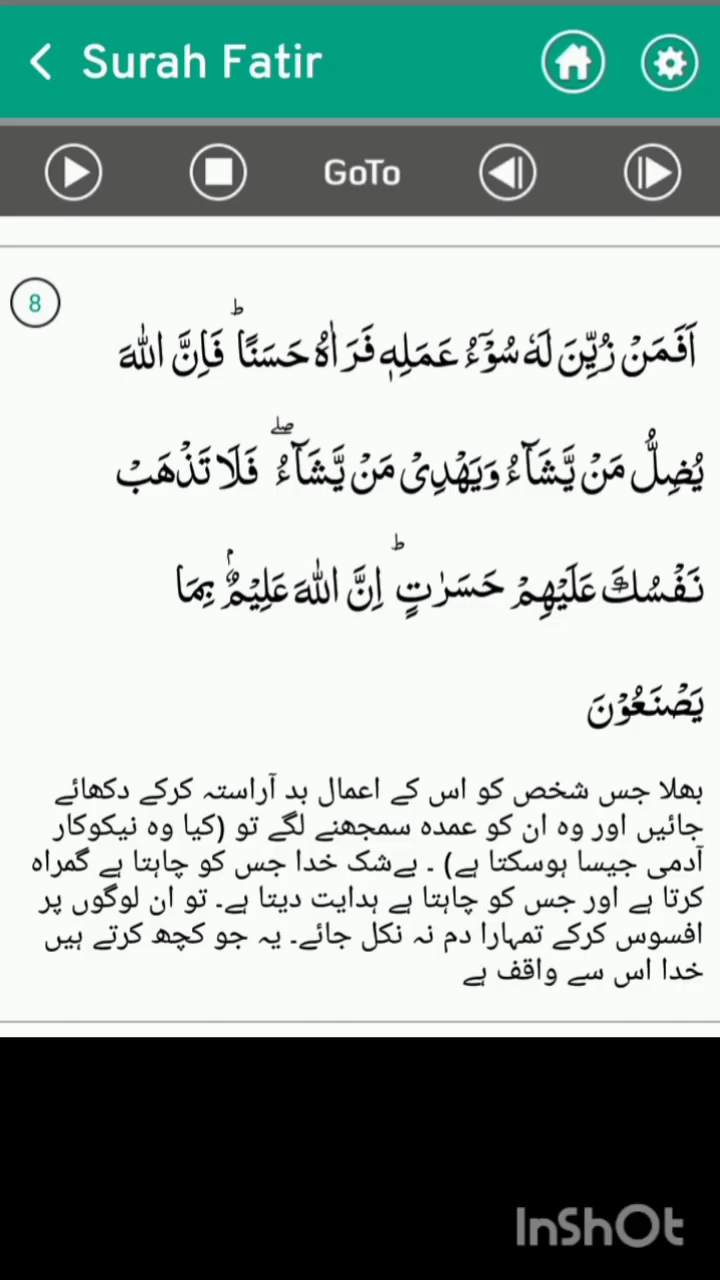 Surah Fatir
GoTo
8
اَفَمَنْ زُيِّنَ لَهٗ سُوْٓءُ عَمَلِهٖ فَرَاٰهُ حَسَنًا ؕ فَاِنَّ اللّٰهَ
يُضِلُّ مَنْ يَّشَآءُ وَيَهْدِىْ مَنْ يَّشَآءُ ۖ فَلَا تَذْهَبْ
نَفْسُكَ عَلَيْهِمْ حَسَرٰتٍ ؕ اِنَّ اللّٰهَ عَلِيْمٌۢ بِمَا
يَصْنَعُوْنَ
بھلا جس شخص کو اس کے اعمال بد آراستہ کرکے دکھائے
جائیں اور وہ ان کو عمدہ سمجھنے لگے تو (کیا وہ نیکوکار
آدمی جیسا ہوسکتا ہے) ۔ بےشک خدا جس کو چاہتا ہے گمراہ
کرتا ہے اور جس کو چاہتا ہے ہدایت دیتا ہے۔ تو ان لوگوں پر
افسوس کرکے تمہارا دم نہ نکل جائے۔ یہ جو کچھ کرتے ہیں
خدا اس سے واقف ہے
InShOt